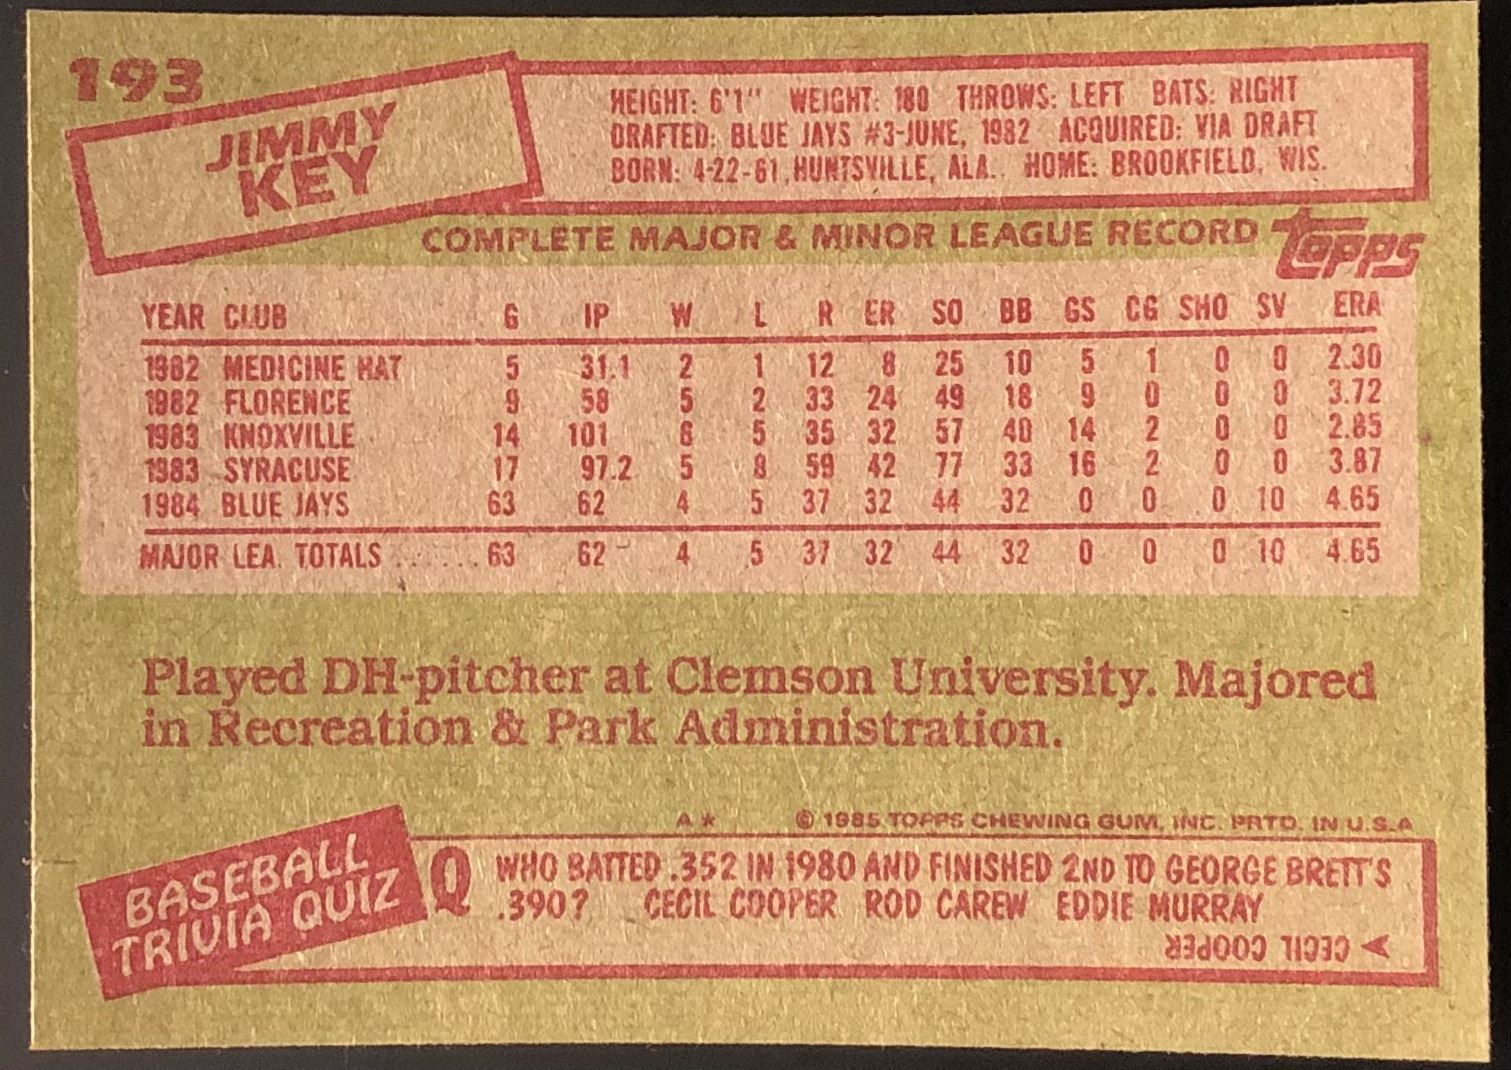 193
JIMMY
KEY
HEIGHT: 6'1" WEIGHT: 180 THROWS: LEFT BATS: RIGHT
DRAFTED: BLUE JAYS #3-JUNE, 1982 ACQUIRED: VIA DRAFT
BORN: 4-22-61, HUNTSVILLE, ALA. HOME: BROOKFIELD, WIS.
COMPLETE MAJOR & MINOR LEAGUE RECORD topps
YEAR CLUB G IP W L R ER SO BB GS CG SHO SV ERA
1982 MEDICINE HAT 5 31.1 2 1 12 8 25 10 5 1 0 0 2.30
1982 FLORENCE 9 58 5 2 33 24 49 18 9 0 0 0 3.72
1983 KNOXVILLE 14 101 6 5 35 32 57 40 14 2 0 0 2.85
1983 SYRACUSE 17 97.2 5 8 59 42 77 33 16 2 0 0 3.87
1984 BLUE JAYS 63 62 4 5 37 32 44 32 0 0 0 10 4.65
MAJOR LEA. TOTALS ....... 63 62 4 5 37 32 44 32 0 0 0 10 4.65
Played DH-pitcher at Clemson University. Majored
in Recreation & Park Administration.
A* © 1985 TOPPS CHEWING GUM, INC. PRTD. IN U.S.A
BASEBALL
TRIVIA QUIZ
Q WHO BATTED .352 IN 1980 AND FINISHED 2ND TO GEORGE BRETT'S
.390? CECIL COOPER ROD CAREW EDDIE MURRAY
CECIL COOPER